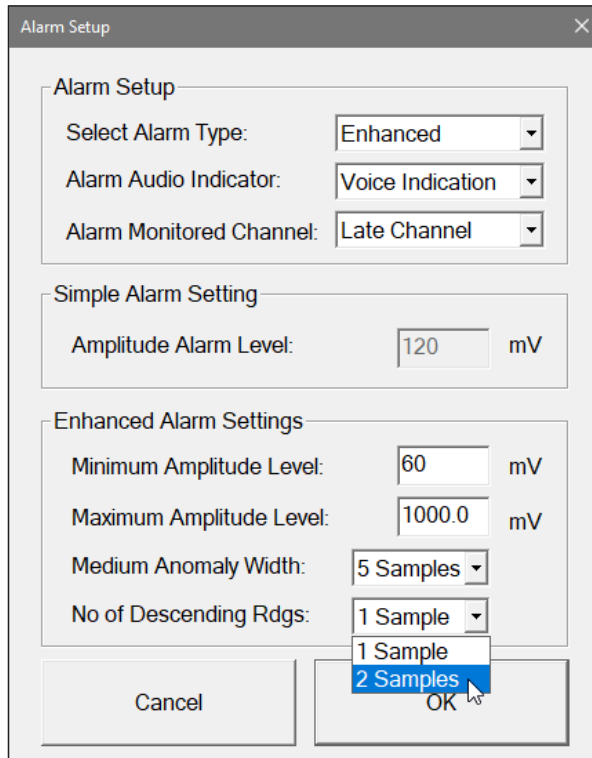 Alarm Setup
Alarm Setup
Select Alarm Type: Enhanced
Alarm Audio Indicator: Voice Indication
Alarm Monitored Channel: Late Channel
Simple Alarm Setting
Amplitude Alarm Level: 120 mV
Enhanced Alarm Settings
Minimum Amplitude Level: 60 mV
Maximum Amplitude Level: 1000.0 mV
Medium Anomaly Width: 5 Samples
No of Descending Rdgs: 1 Sample
1 Sample
2 Samples
Cancel OK